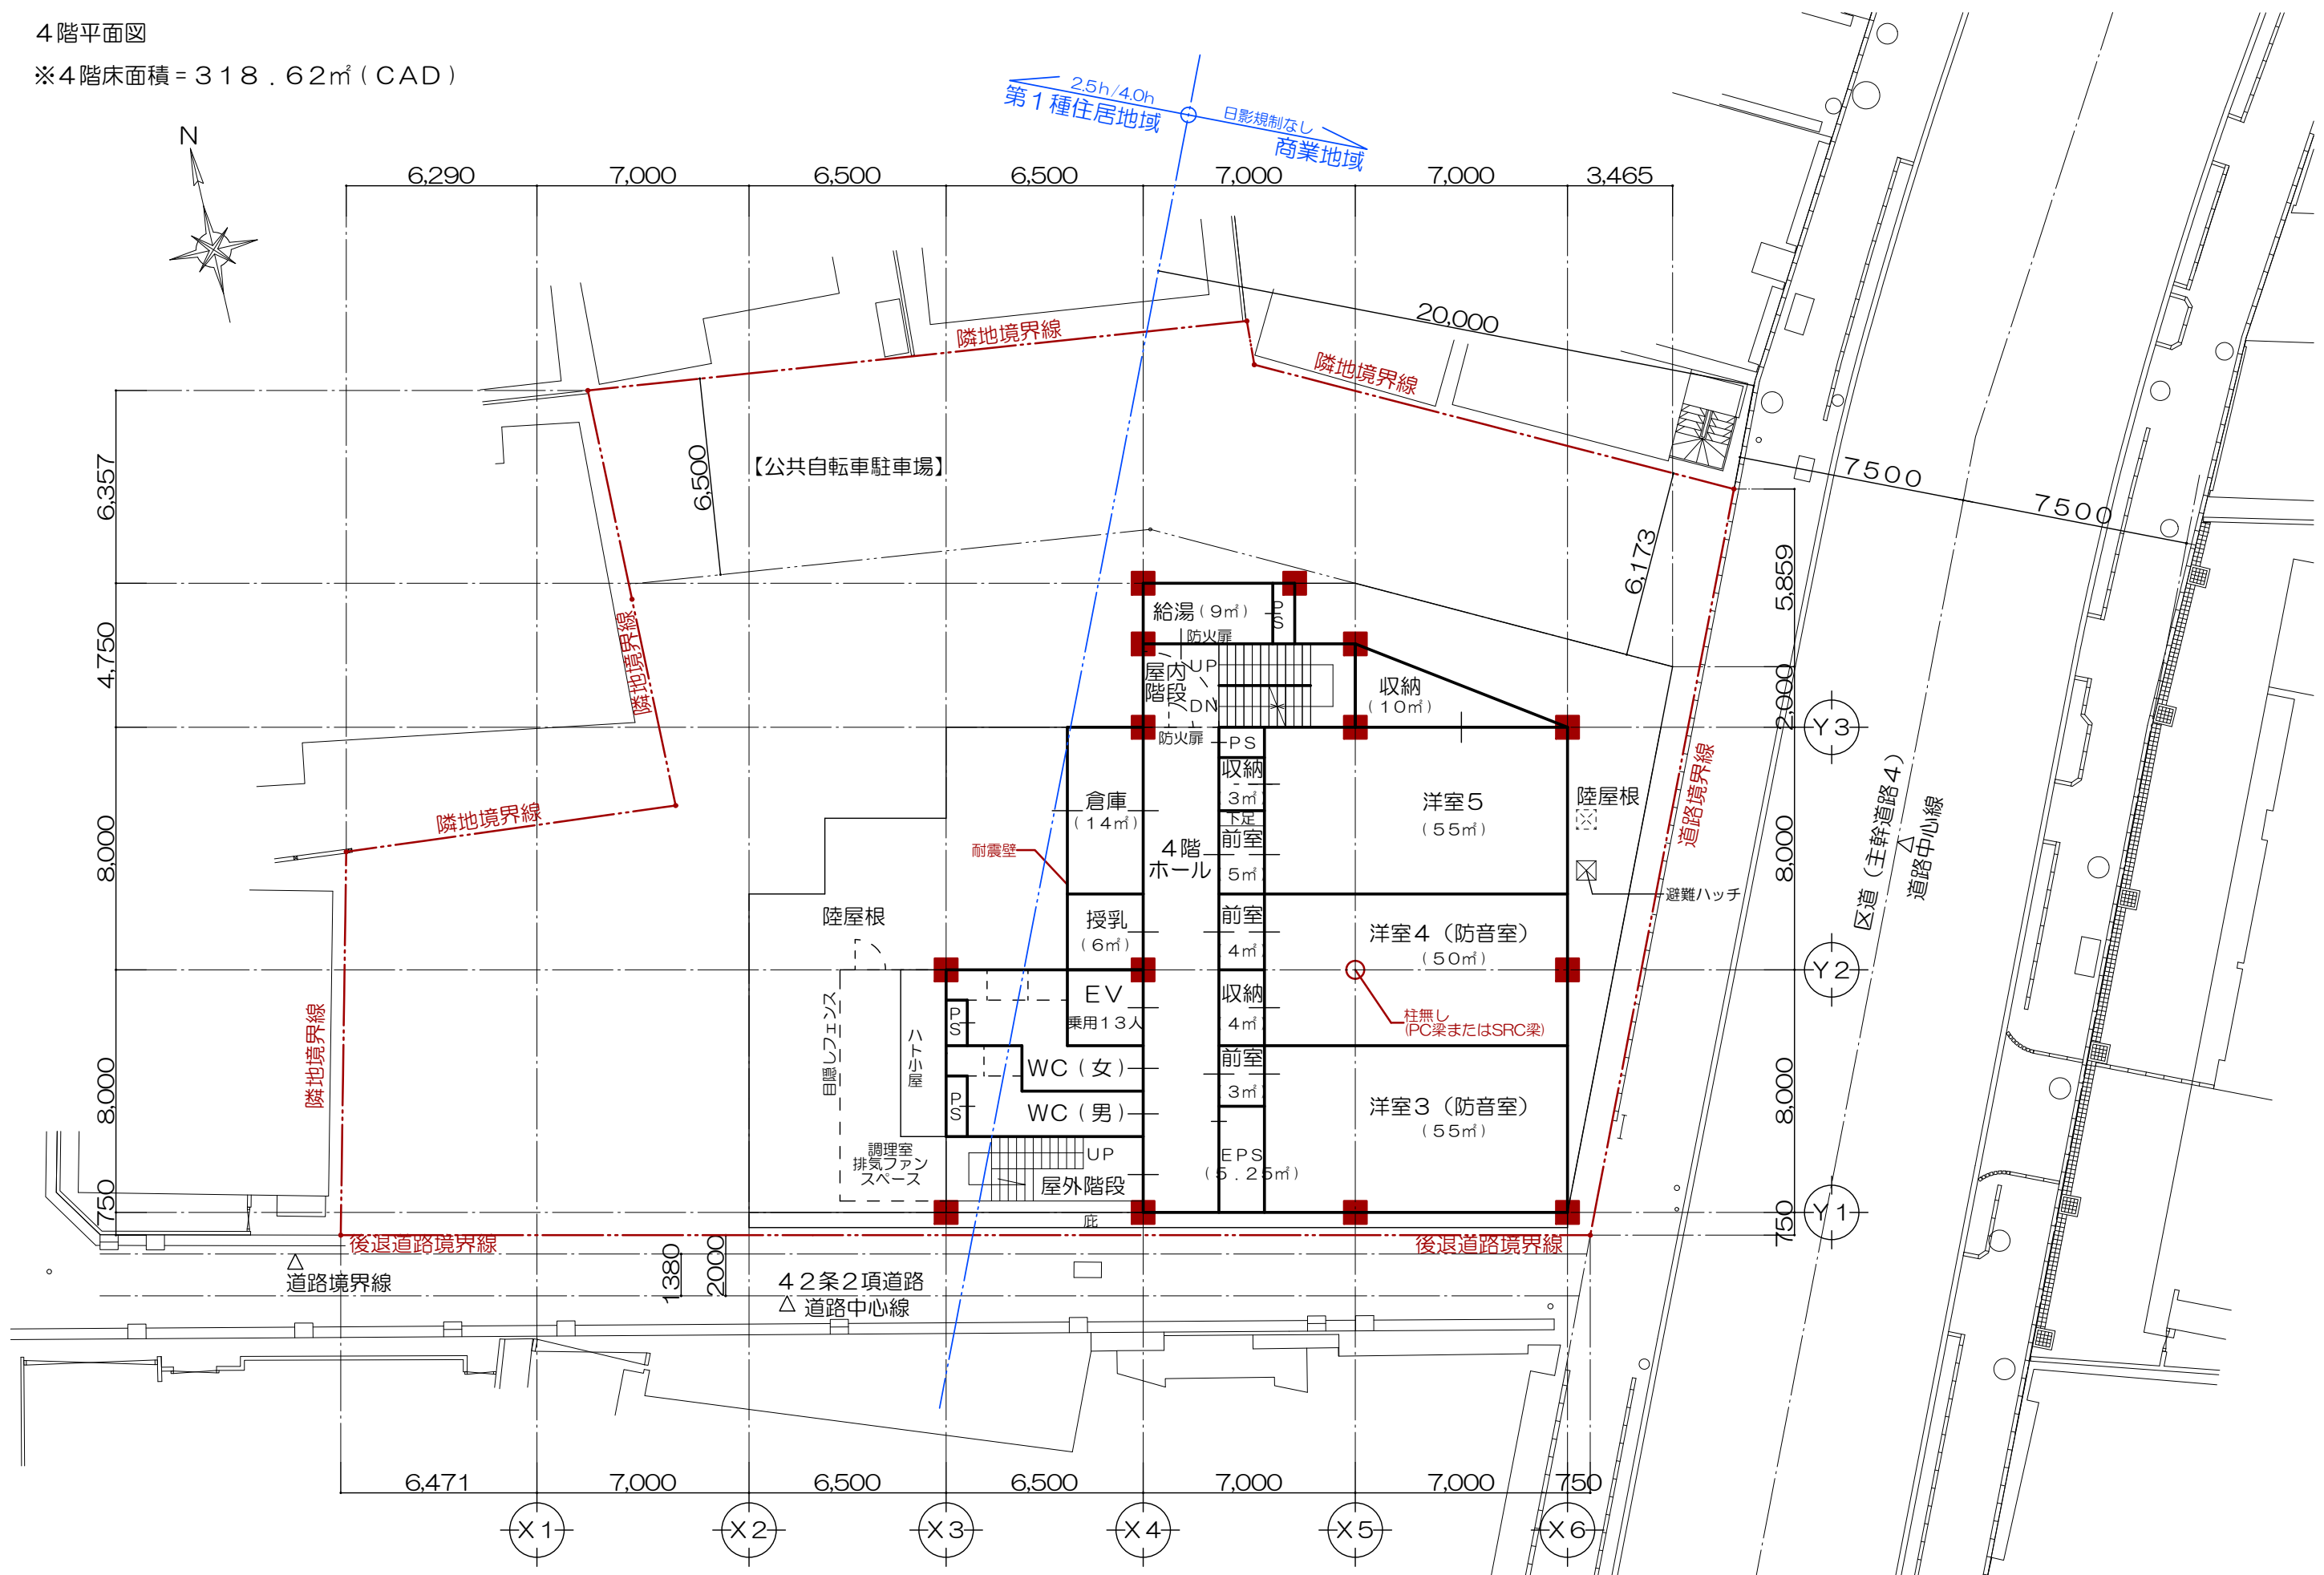 4階平面図
※4階床面積=318.62㎡(CAD)
N
2.5h/4.0h
第1種住居地域
日影規制なし
商業地域
6,290
7,000
6,500
6,500
7,000
7,000
3,465
20,000
隣地境界線
隣地境界線
6,500
【公共自転車駐車場】
6,357
7500
7500
6,173
5,859
隣地境界線
給湯(9㎡)
PS
防火扉
4,750
屋内
階段
UP
DN
収納
(10㎡)
2,000
Y3
防火扉
PS
道路境界線
収納
3㎡
倉庫
(14㎡)
洋室5
(55㎡)
陸屋根
区道(主幹道路4)
道路中心線
隣地境界線
下足
前室
5㎡
耐震壁
4階
ホール
8,000
8,000
避難ハッチ
陸屋根
授乳
(6㎡)
前室
4㎡
洋室4(防音室)
(50㎡)
Y2
目隠しフェンス
ハト小屋
PS
EV
乗用13人
収納
4㎡
柱無し
(PC梁またはSRC梁)
隣地境界線
WC(女)
前室
3㎡
8,000
8,000
PS
WC(男)
洋室3(防音室)
(55㎡)
調理室
排気ファン
スペース
UP
屋外階段
EPS
(5.25㎡)
750
750
Y1
庇
後退道路境界線
後退道路境界線
道路境界線
1380
2000
42条2項道路
道路中心線
6,471
7,000
6,500
6,500
7,000
7,000
750
X1
X2
X3
X4
X5
X6